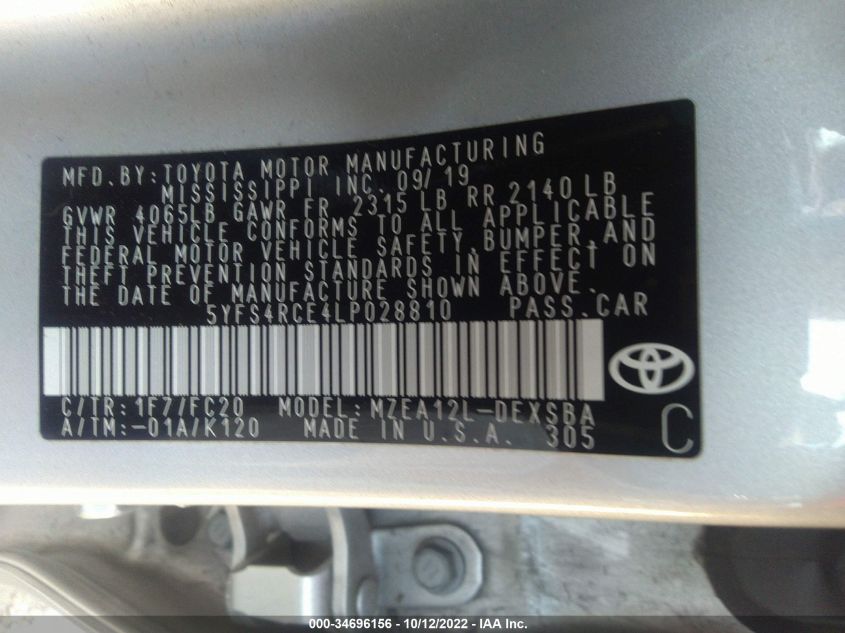 MFD.BY: TOYOTA MOTOR MANUFACTURING
MISSISSIPPI INC. 09/19
GVWR 4065LB GAWR FR 2315 LB RR 2140 LB
THIS VEHICLE CONFORMS TO ALL APPLICABLE
FEDERAL MOTOR VEHICLE SAFETY, BUMPER, AND
THEFT PREVENTION STANDARDS IN EFFECT ON
THE DATE OF MANUFACTURE SHOWN ABOVE.
5YFS4RCE4LP028810 PASS.CAR
C/TR: 1F7/FC20 MODEL: MZEA12L-DEXSBA
A/TM:-01A/K120 MADE IN U.S.A. 305
C
000-34696156 - 10/12/2022 - IAA Inc.